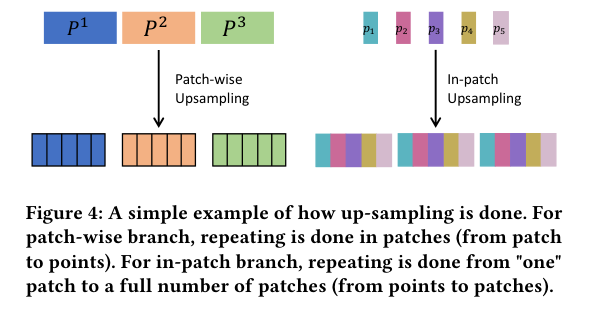 P¹ P² P³ p₁ p₂ p₃ p₄ p₅
Patch-wise
Upsampling
In-patch
Upsampling
Figure 4: A simple example of how up-sampling is done. For
patch-wise branch, repeating is done in patches (from patch
to points). For in-patch branch, repeating is done from "one"
patch to a full number of patches (from points to patches).